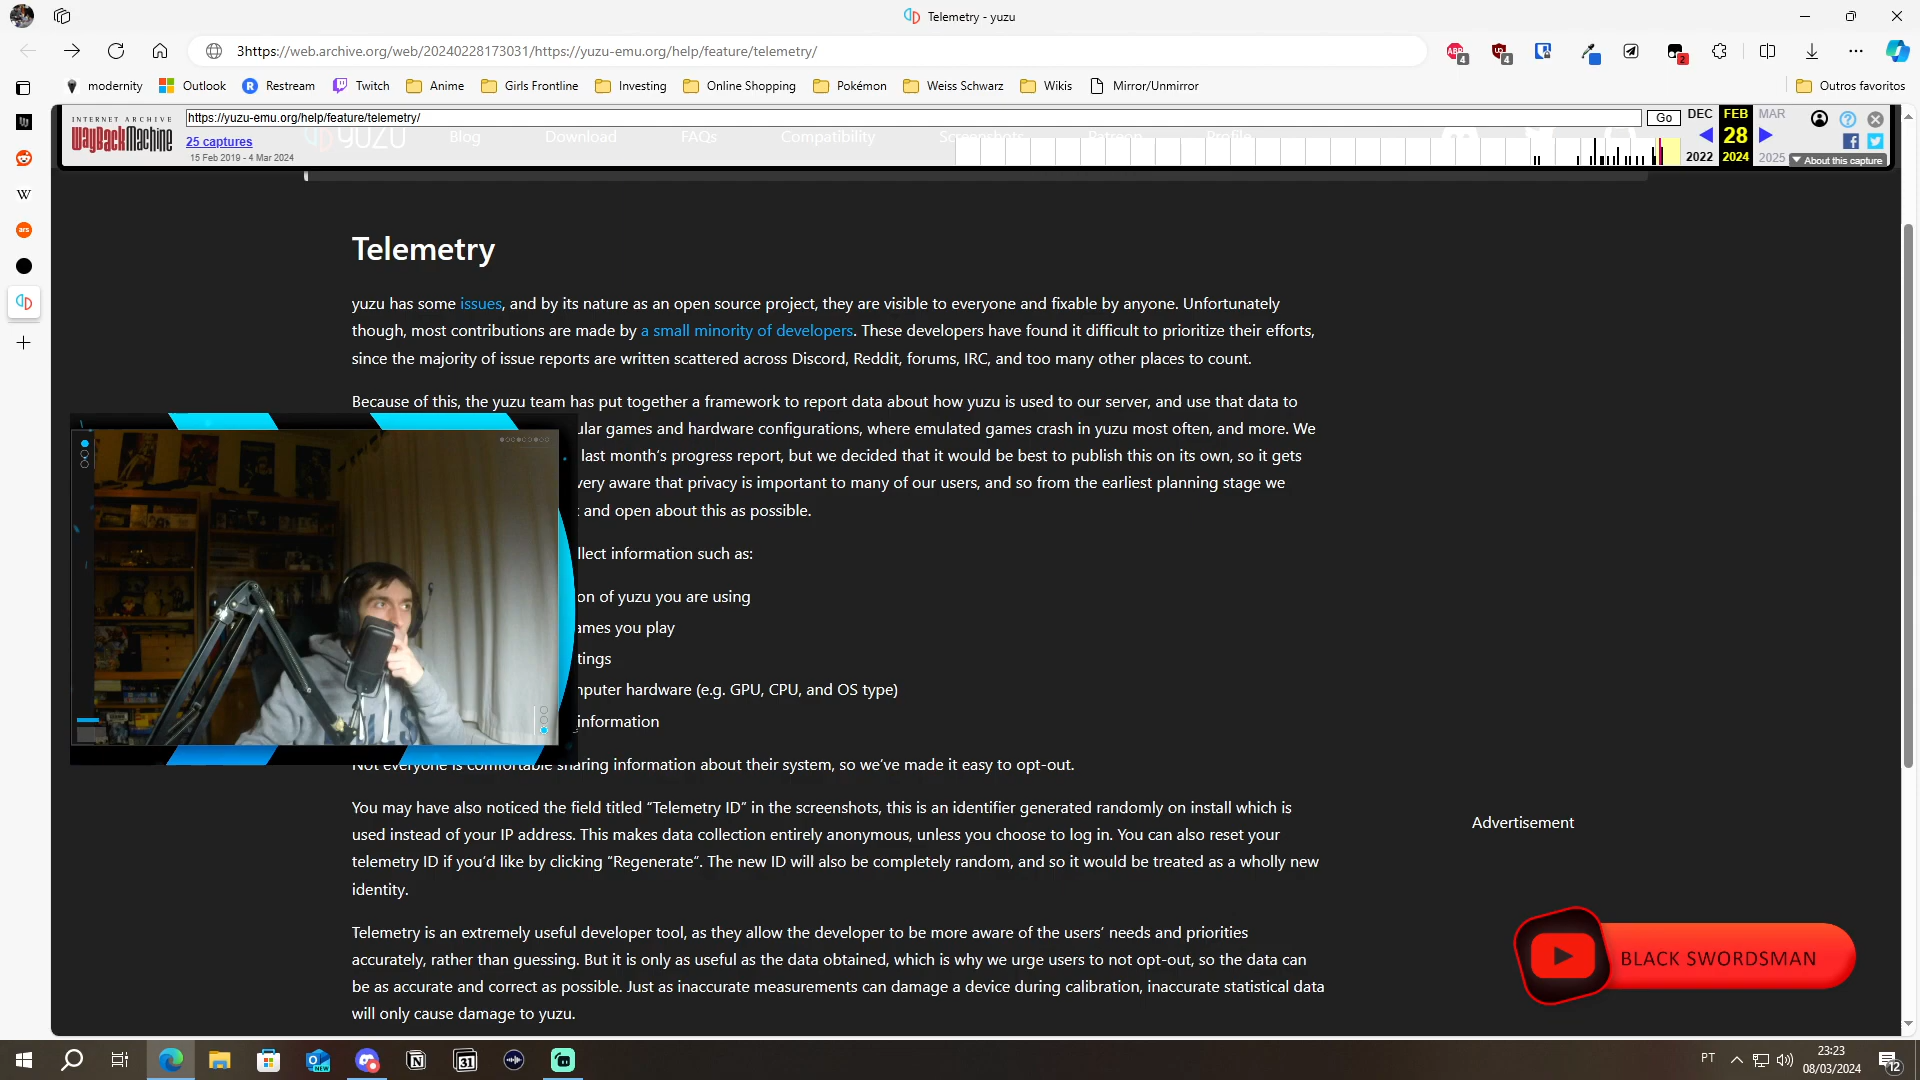 Telemetry - yuzu
3https://web.archive.org/web/20240228173031/https://yuzu-emu.org/help/feature/telemetry/
4
4
2
modernity
Outlook
Restream
Twitch
Anime
Girls Frontline
Investing
Online Shopping
Pokémon
Weiss Schwarz
Wikis
Mirror/Unmirror
Outros favoritos
INTERNET ARCHIVE
WayBackMachine
https://yuzu-emu.org/help/feature/telemetry/
Go
DEC
FEB
MAR
25 captures
28
15 Feb 2019 - 4 Mar 2024
2022
2024
2025
About this capture
yuzu
Blog
Download
FAQs
Compatibility
Screenshots
Patreon
Profile
Telemetry
yuzu has some issues, and by its nature as an open source project, they are visible to everyone and fixable by anyone. Unfortunately
though, most contributions are made by a small minority of developers. These developers have found it difficult to prioritize their efforts,
since the majority of issue reports are written scattered across Discord, Reddit, forums, IRC, and too many other places to count.
Because of this, the yuzu team has put together a framework to report data about how yuzu is used to our server, and use that data to
games and hardware configurations, where emulated games crash in yuzu most often, and more. We
last month's progress report, but we decided that it would be best to publish this on its own, so it gets
very aware that privacy is important to many of our users, and so from the earliest planning stage we
and open about this as possible.
information such as:
of yuzu you are using
you play
hardware (e.g. GPU, CPU, and OS type)
information
Not everyone is comfortable sharing information about their system, so we've made it easy to opt-out.
You may have also noticed the field titled “Telemetry ID” in the screenshots, this is an identifier generated randomly on install which is
used instead of your IP address. This makes data collection entirely anonymous, unless you choose to log in. You can also reset your
telemetry ID if you'd like by clicking “Regenerate”. The new ID will also be completely random, and so it would be treated as a wholly new
identity.
Telemetry is an extremely useful developer tool, as they allow the developer to be more aware of the users' needs and priorities
accurately, rather than guessing. But it is only as useful as the data obtained, which is why we urge users to not opt-out, so the data can
be as accurate and correct as possible. Just as inaccurate measurements can damage a device during calibration, inaccurate statistical data
will only cause damage to yuzu.
Advertisement
BLACK SWORDSMAN
PT
23:23
08/03/2024
12